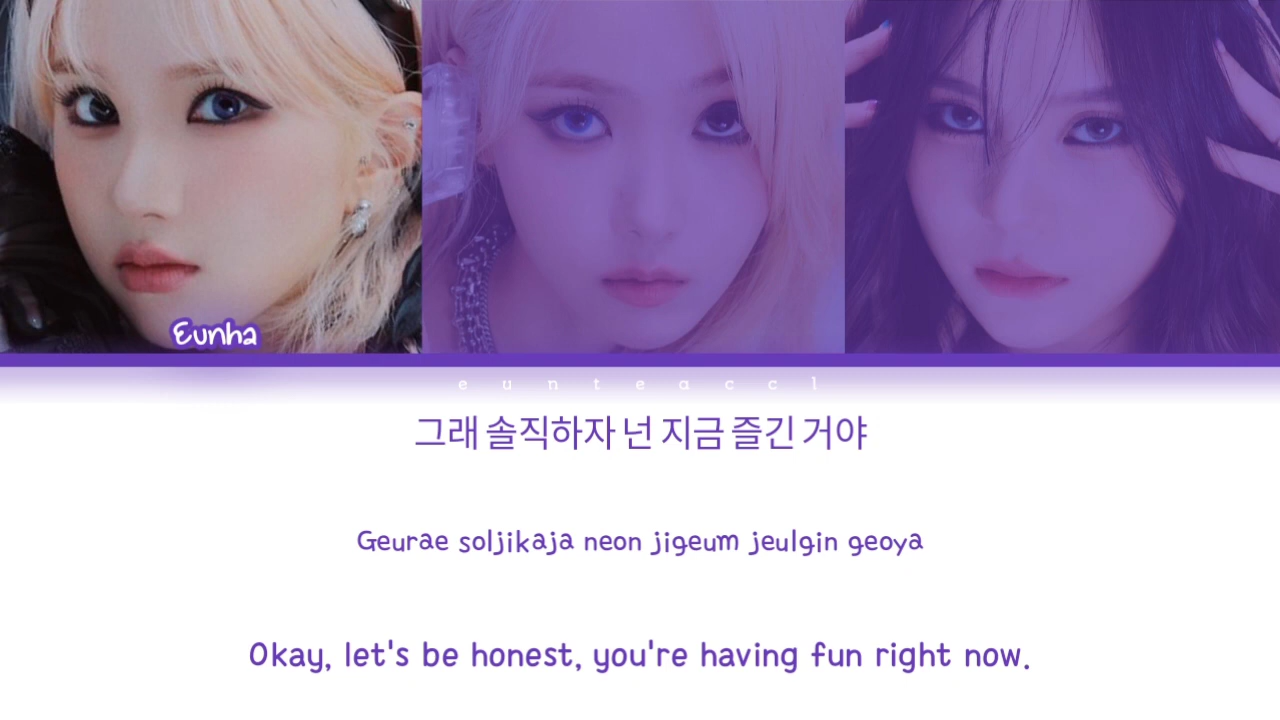 Eunha
e u n t e a c c 1
그래 솔직하자 넌 지금 즐긴 거야
Geurae soljikaja neon jigeum jeulgin geoya
Okay, let's be honest, you're having fun right now.